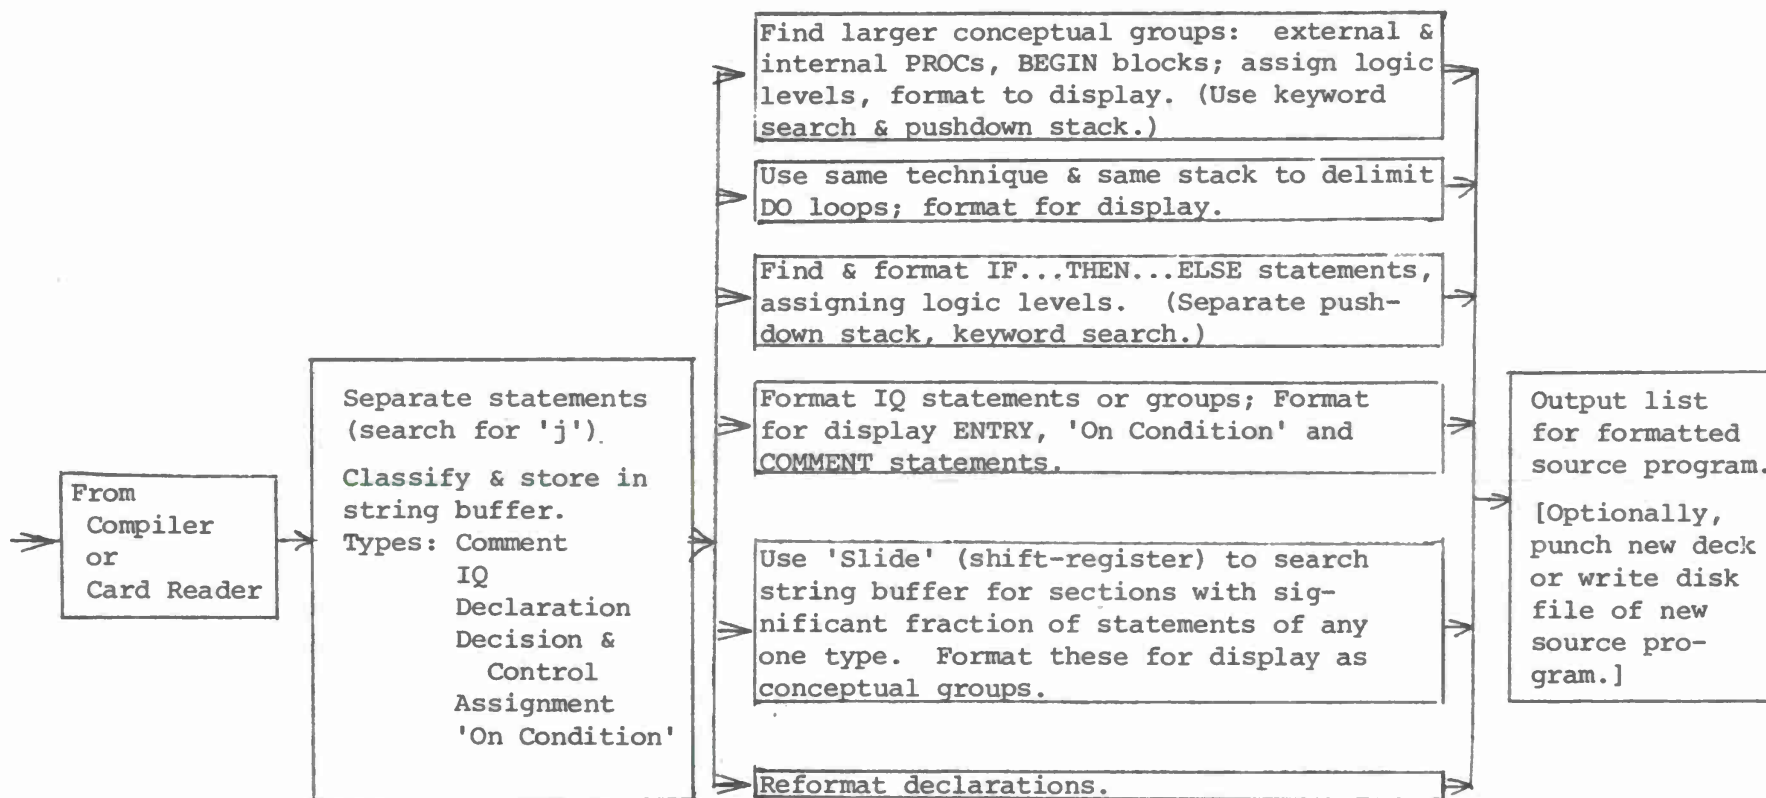 From
Compiler
or
Card Reader
Separate statements
(search for 'j').
Classify & store in
string buffer.
Types: Comment
IQ
Declaration
Decision &
Control
Assignment
'On Condition'
Find larger conceptual groups: external &
internal PROCs, BEGIN blocks; assign logic
levels, format to display. (Use keyword
search & pushdown stack.)
Use same technique & same stack to delimit
DO loops; format for display.
Find & format IF...THEN...ELSE statements,
assigning logic levels. (Separate push-
down stack, keyword search.)
Format IQ statements or groups; Format
for display ENTRY, 'On Condition' and
COMMENT statements.
Use 'Slide' (shift-register) to search
string buffer for sections with sig-
nificant fraction of statements of any
one type. Format these for display as
conceptual groups.
Reformat declarations.
Output list
for formatted
source program.
[Optionally,
punch new deck
or write disk
file of new
source pro-
gram.]